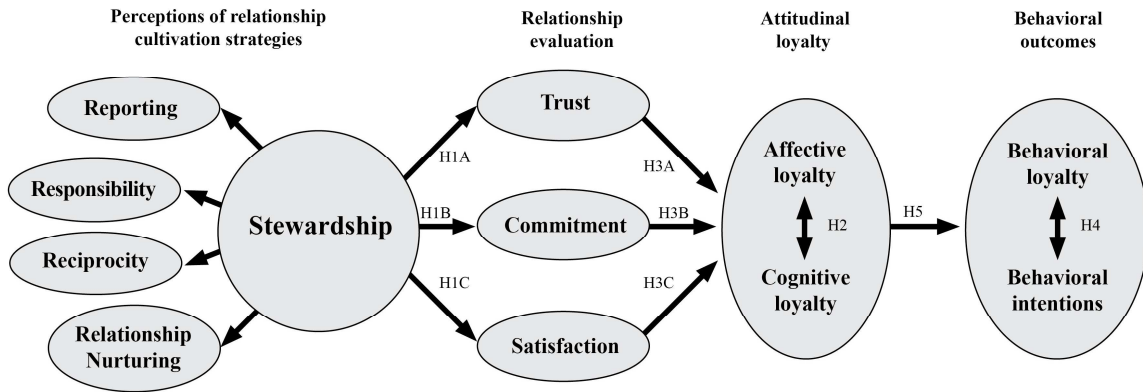 Perceptions of relationship
cultivation strategies
Relationship
evaluation
Attitudinal
loyalty
Behavioral
outcomes
Reporting
Responsibility
Reciprocity
Relationship
Nurturing
Stewardship
H1A
H1B
H1C
Trust
Commitment
Satisfaction
H3A
H3B
H3C
Affective
loyalty
H2
Cognitive
loyalty
H5
Behavioral
loyalty
H4
Behavioral
intentions